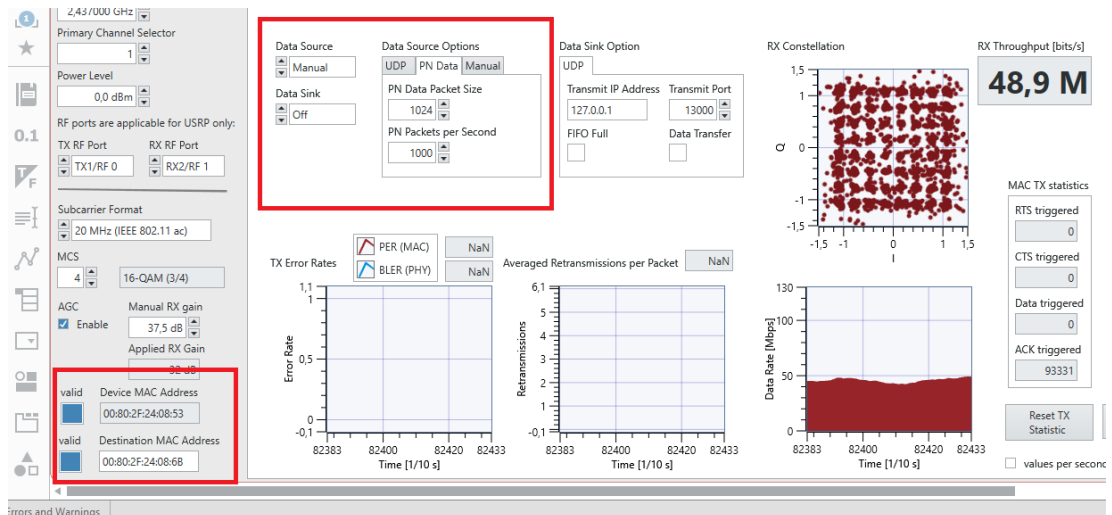 2,437000 GHz
Primary Channel Selector
1
Power Level
0,0 dBm
RF ports are applicable for USRP only:
TX RF Port RX RF Port
TX1/RF 0 RX2/RF 1
Subcarrier Format
20 MHz (IEEE 802.11 ac)
MCS
4 16-QAM (3/4)
AGC Manual RX gain
Enable 37,5 dB
Applied RX Gain
32 dB
valid Device MAC Address
00:80:2F:24:08:53
valid Destination MAC Address
00:80:2F:24:08:6B
1
0.1
T F
Data Source
Manual
Data Sink
Off
Data Source Options
UDP PN Data Manual
PN Data Packet Size
1024
PN Packets per Second
1000
Data Sink Option
UDP
Transmit IP Address Transmit Port
127.0.0.1 13000
FIFO Full Data Transfer
RX Constellation
1,5
1
Q 0
-1
-1,5
-1,5 -1 0 1 1,5
I
RX Throughput [bits/s]
48,9 M
MAC TX statistics
RTS triggered
0
CTS triggered
0
Data triggered
0
ACK triggered
93331
Reset TX
Statistic
values per second
TX Error Rates
PER (MAC) NaN
BLER (PHY) NaN
1,1
1
Error Rate
0,5
0
-0,1
82383 82400 82420 82433
Time [1/10 s]
Averaged Retransmissions per Packet NaN
6,1
5
4
Retransmissions
3
2
1
-0,1
82383 82400 82420 82433
Time [1/10 s]
130
100
Data Rate [Mbps]
50
0
82383 82400 82420 82433
Time [1/10 s]
Errors and Warnings